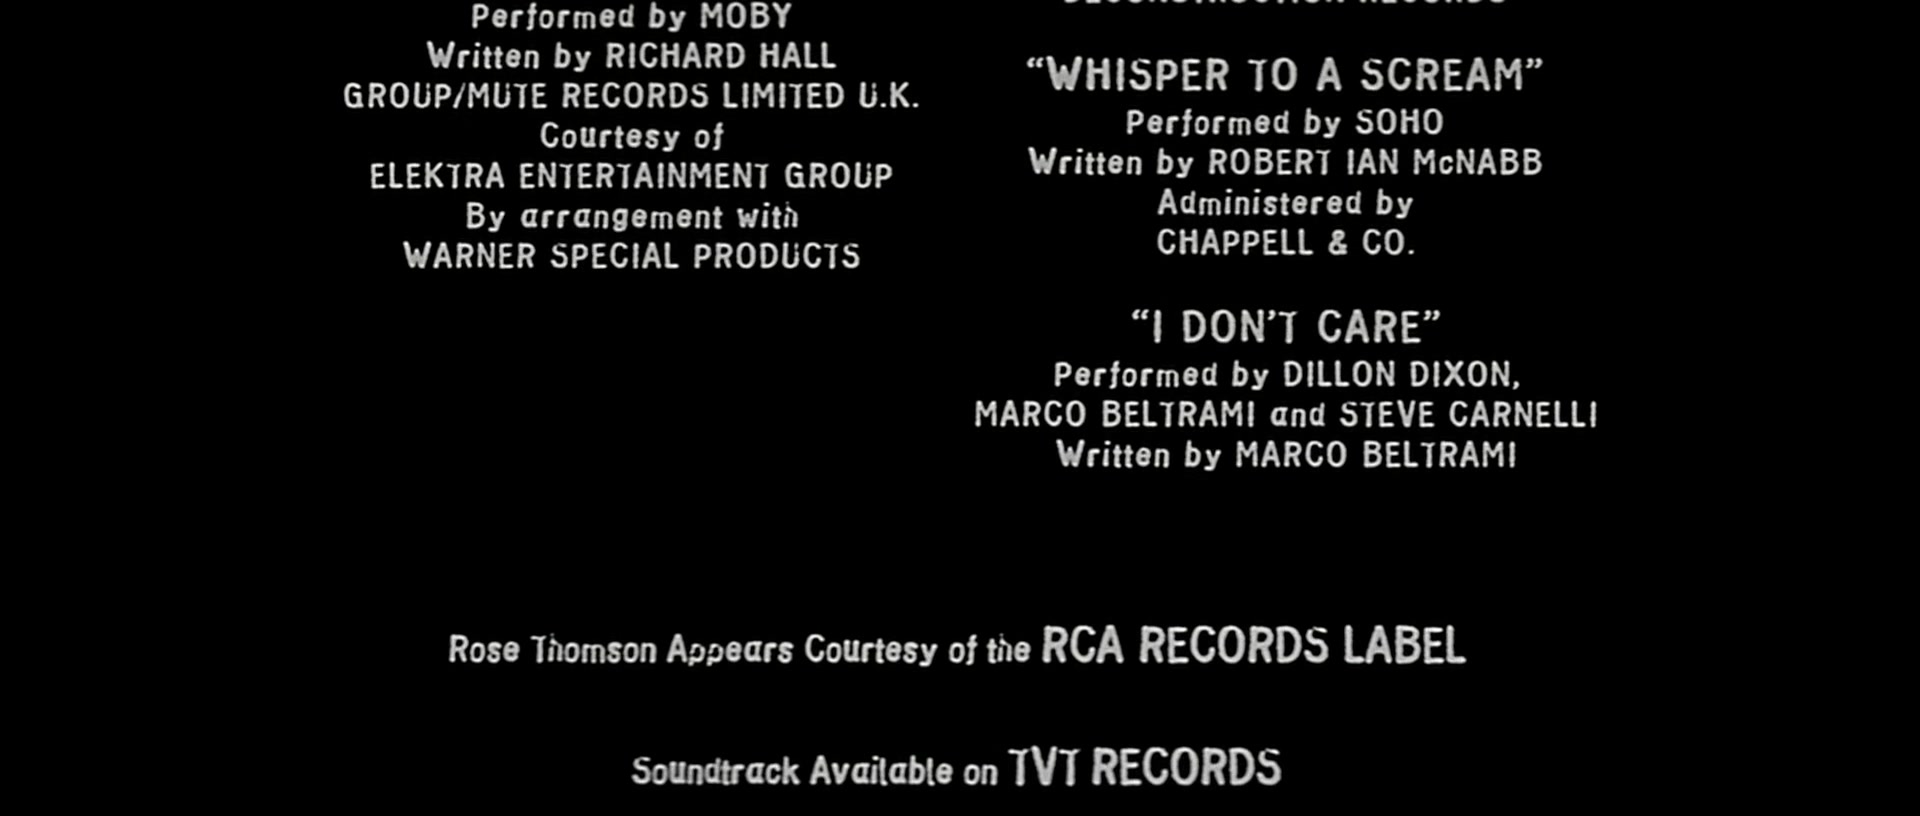 Performed by MOBY
Written by RICHARD HALL
GROUP/MUTE RECORDS LIMITED U.K.
Courtesy of
ELEKTRA ENTERTAINMENT GROUP
By arrangement with
WARNER SPECIAL PRODUCTS
“WHISPER TO A SCREAM”
Performed by SOHO
Written by ROBERT IAN McNABB
Administered by
CHAPPELL & CO.
“I DON’T CARE”
Performed by DILLON DIXON,
MARCO BELTRAMI and STEVE CARNELLI
Written by MARCO BELTRAMI
Rose Thomson Appears Courtesy of the RCA RECORDS LABEL
Soundtrack Available on TVT RECORDS